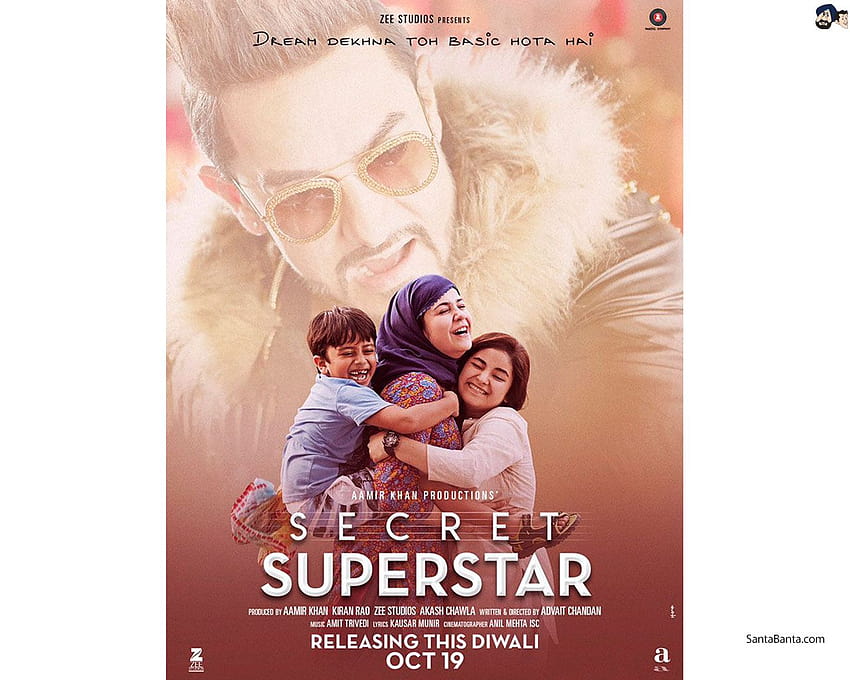 ZEE STUDIOS PRESENTS
DREAM DEKHNA TOH BASIC HOTA HAI
AAMIR KHAN PRODUCTIONS'
SECRET
SUPERSTAR
PRODUCED BY AAMIR KHAN KIRAN RAO ZEE STUDIOS AKASH CHAWLA WRITTEN & DIRECTED BY ADVAIT CHANDAN
MUSIC AMIT TRIVEDI LYRICS KAUSAR MUNIR CINEMATOGRAPHER ANIL MEHTA ISC
RELEASING THIS DIWALI
OCT 19
Z
ZEE
a
SantaBanta.com